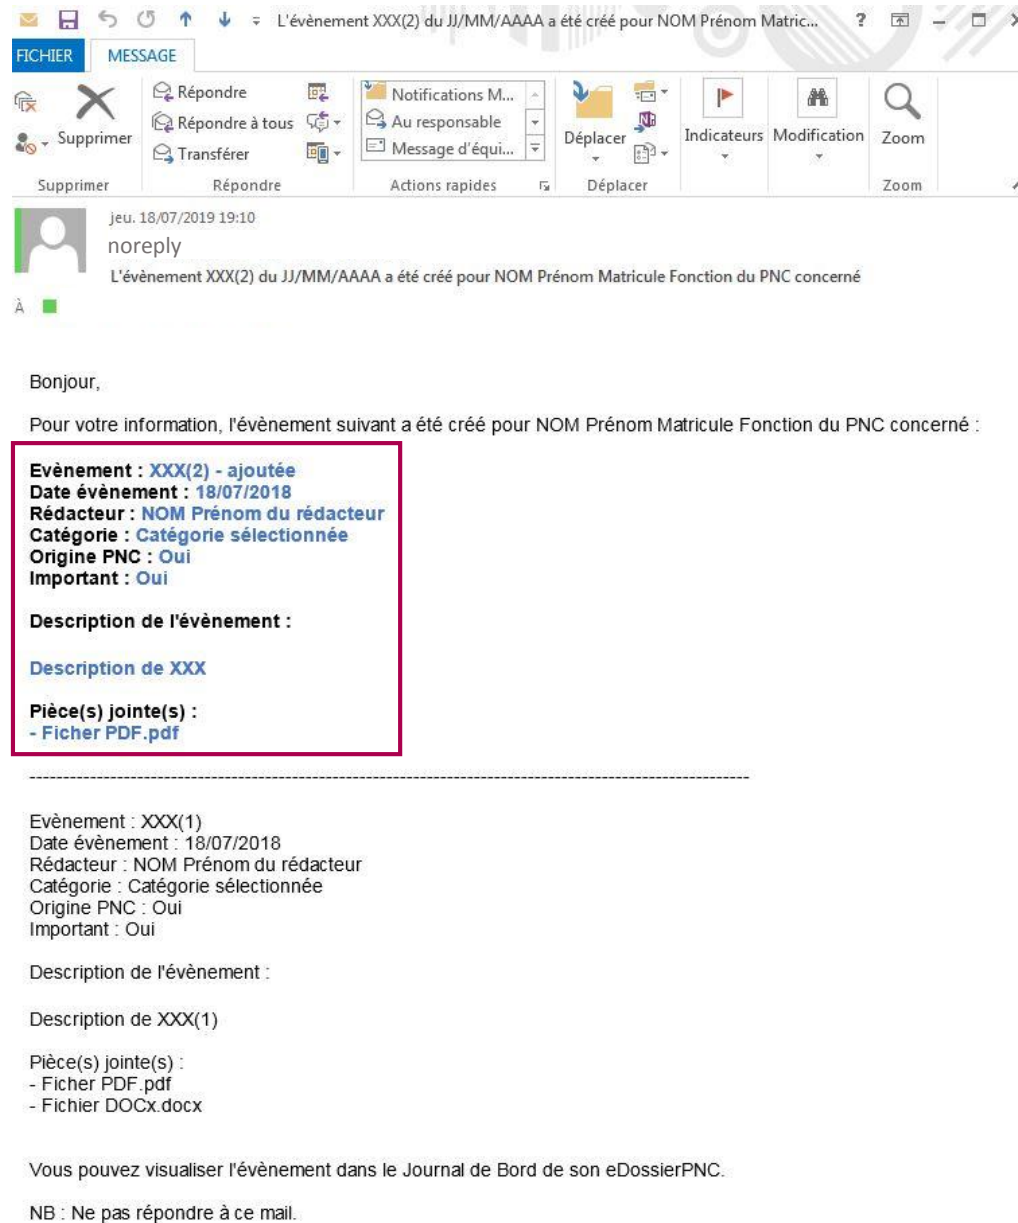 L'évènement XXX(2) du JJ/MM/AAAA a été créé pour NOM Prénom Matric... ?
FICHIER MESSAGE
Supprimer
Répondre
Répondre à tous
Transférer
Notifications M...
Au responsable
Message d'équi...
Déplacer
Indicateurs
Modification
Zoom
Supprimer Répondre Actions rapides Déplacer Zoom
jeu. 18/07/2019 19:10
noreply
L'évènement XXX(2) du JJ/MM/AAAA a été créé pour NOM Prénom Matricule Fonction du PNC concerné
À
Bonjour,
Pour votre information, l'évènement suivant a été créé pour NOM Prénom Matricule Fonction du PNC concerné :
Evènement : XXX(2) - ajoutée
Date évènement : 18/07/2018
Rédacteur : NOM Prénom du rédacteur
Catégorie : Catégorie sélectionnée
Origine PNC : Oui
Important : Oui
Description de l'évènement :
Description de XXX
Pièce(s) jointe(s) :
- Ficher PDF.pdf
--------------------------------------------------------------------------------------------------------------
Evènement : XXX(1)
Date évènement : 18/07/2018
Rédacteur : NOM Prénom du rédacteur
Catégorie : Catégorie sélectionnée
Origine PNC : Oui
Important : Oui
Description de l'évènement :
Description de XXX(1)
Pièce(s) jointe(s) :
- Ficher PDF.pdf
- Fichier DOCx.docx
Vous pouvez visualiser l'évènement dans le Journal de Bord de son eDossierPNC.
NB : Ne pas répondre à ce mail.